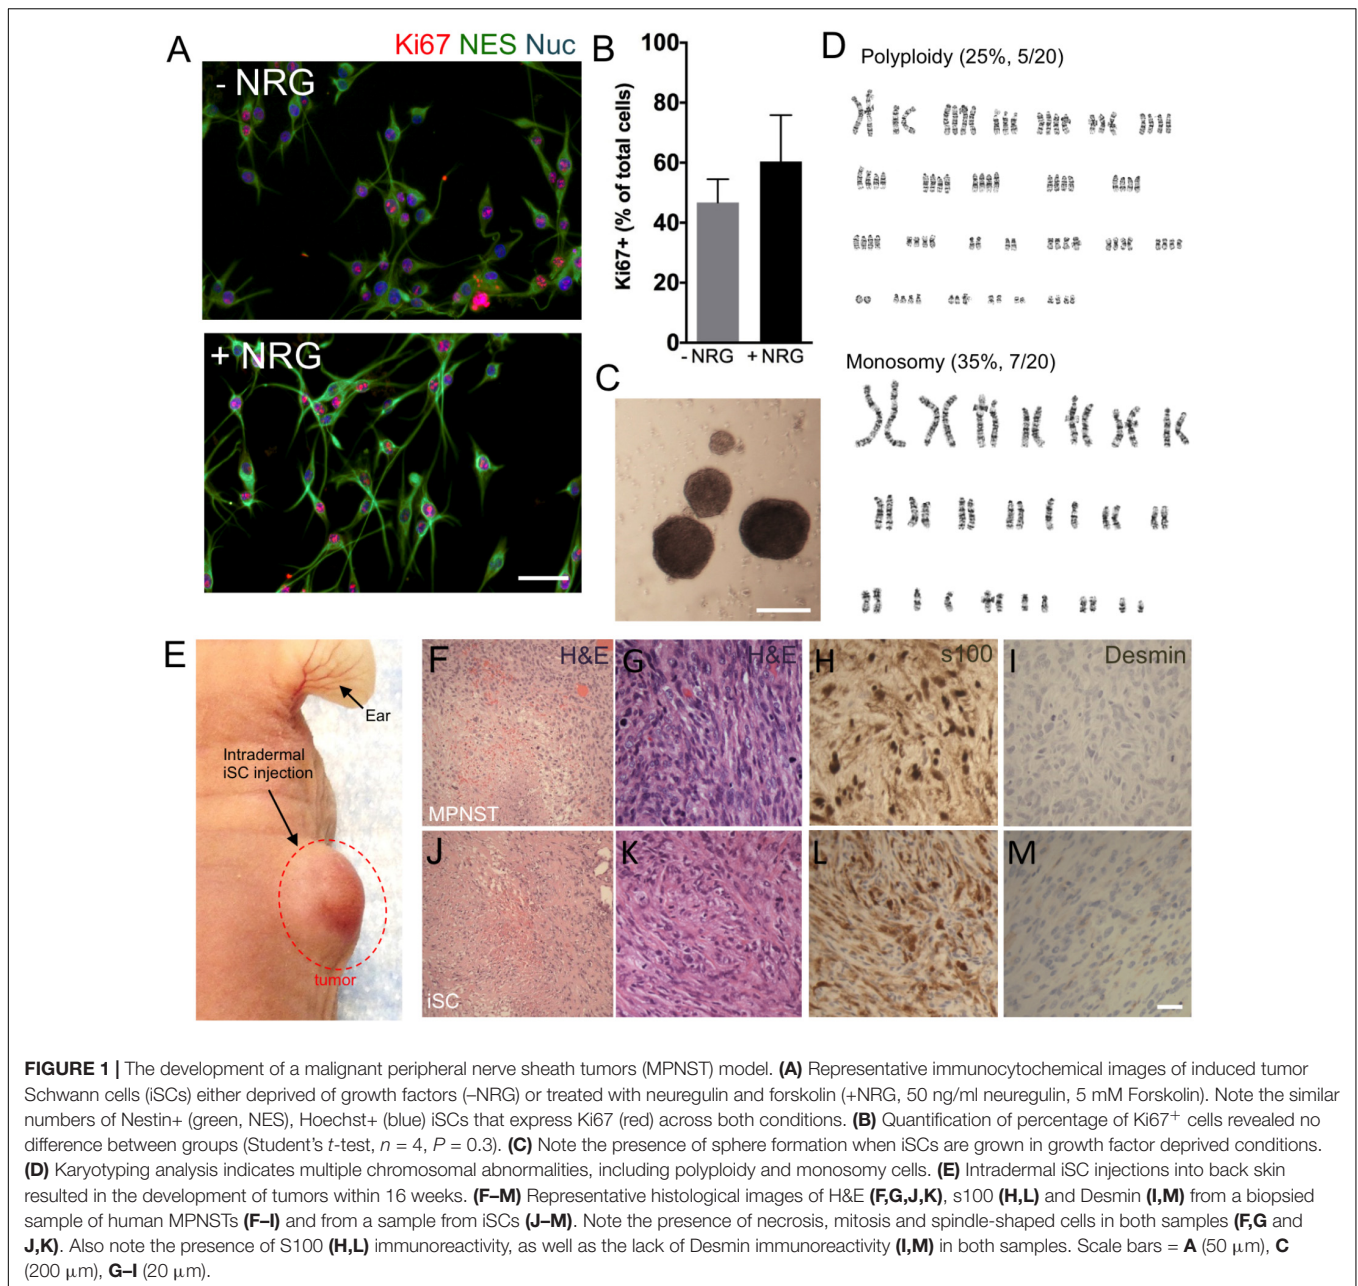 A
Ki67 NES Nuc
- NRG
+ NRG
B
Ki67+ (% of total cells)
100
80
60
40
20
0
- NRG + NRG
C
D
Polyploidy (25%, 5/20)
Monosomy (35%, 7/20)
E
Ear
Intradermal
iSC injection
tumor
F H&E
MPNST
G H&E
H s100
I Desmin
J
iSC
K
L
M
FIGURE 1 | The development of a malignant peripheral nerve sheath tumors (MPNST) model. (A) Representative immunocytochemical images of induced tumor
Schwann cells (iSCs) either deprived of growth factors (–NRG) or treated with neuregulin and forskolin (+NRG, 50 ng/ml neuregulin, 5 mM Forskolin). Note the similar
numbers of Nestin+ (green, NES), Hoechst+ (blue) iSCs that express Ki67 (red) across both conditions. (B) Quantification of percentage of Ki67+ cells revealed no
difference between groups (Student's t-test, n = 4, P = 0.3). (C) Note the presence of sphere formation when iSCs are grown in growth factor deprived conditions.
(D) Karyotyping analysis indicates multiple chromosomal abnormalities, including polyploidy and monosomy cells. (E) Intradermal iSC injections into back skin
resulted in the development of tumors within 16 weeks. (F–M) Representative histological images of H&E (F,G,J,K), s100 (H,L) and Desmin (I,M) from a biopsied
sample of human MPNSTs (F–I) and from a sample from iSCs (J–M). Note the presence of necrosis, mitosis and spindle-shaped cells in both samples (F,G and
J,K). Also note the presence of S100 (H,L) immunoreactivity, as well as the lack of Desmin immunoreactivity (I,M) in both samples. Scale bars = A (50 μm), C
(200 μm), G–I (20 μm).